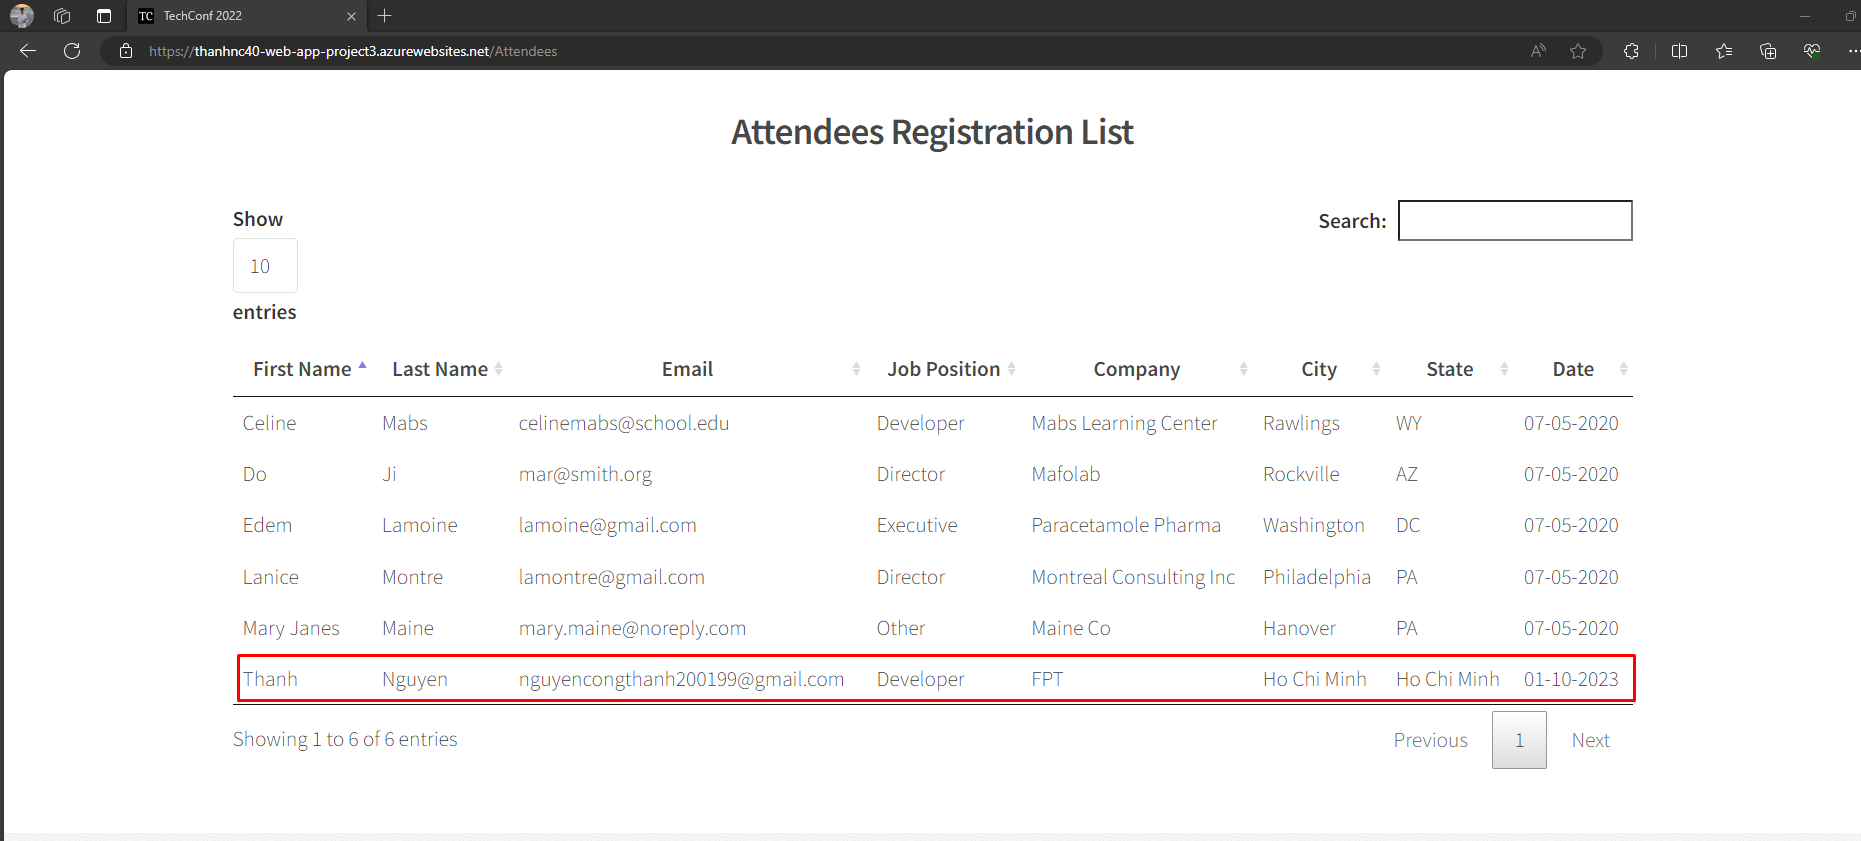 TC TechConf 2022
https://thanhnc40-web-app-project3.azurewebsites.net/Attendees
Attendees Registration List
Show
10
entries
Search:
First Name Last Name Email Job Position Company City State Date
Celine Mabs celinemabs@school.edu Developer Mabs Learning Center Rawlings WY 07-05-2020
Do Ji mar@smith.org Director Mafolab Rockville AZ 07-05-2020
Edem Lamoine lamoine@gmail.com Executive Paracetamole Pharma Washington DC 07-05-2020
Lanice Montre lamontre@gmail.com Director Montreal Consulting Inc Philadelphia PA 07-05-2020
Mary Janes Maine mary.maine@noreply.com Other Maine Co Hanover PA 07-05-2020
Thanh Nguyen nguyencongthanh200199@gmail.com Developer FPT Ho Chi Minh Ho Chi Minh 01-10-2023
Showing 1 to 6 of 6 entries
Previous 1 Next